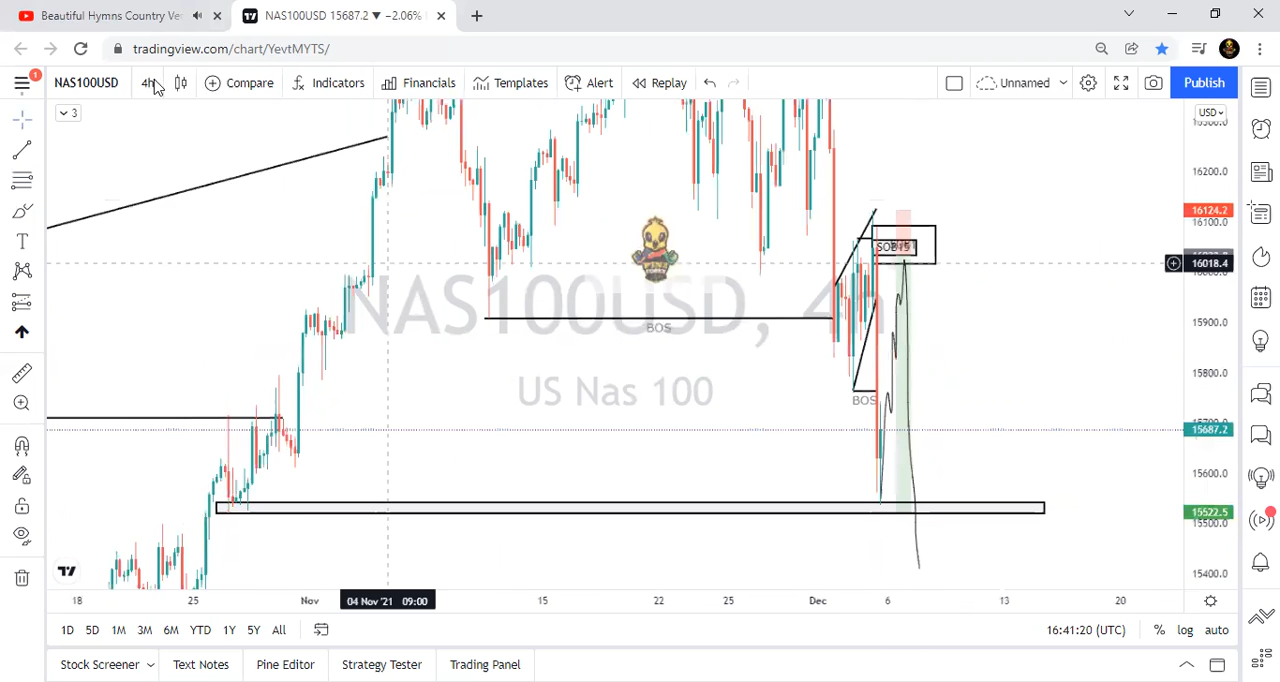 Beautiful Hymns Country Ver
NAS100USD 15687.2 ▼ −2.06%
tradingview.com/chart/YevtMYTS/
1
NAS100USD
4h
Compare
Indicators
Financials
Templates
Alert
Replay
Unnamed
Publish
3
USD
16200.0
16124.2
16100.0
16018.4
15900.0
15800.0
15687.2
15600.0
15522.5
15500.0
15400.0
NAS100USD, 4h
US Nas 100
BOS
BOS
18
25
Nov
04 Nov '21 09:00
15
22
25
Dec
6
13
20
1D
5D
1M
3M
6M
YTD
1Y
5Y
All
16:41:20 (UTC)
%
log
auto
Stock Screener
Text Notes
Pine Editor
Strategy Tester
Trading Panel